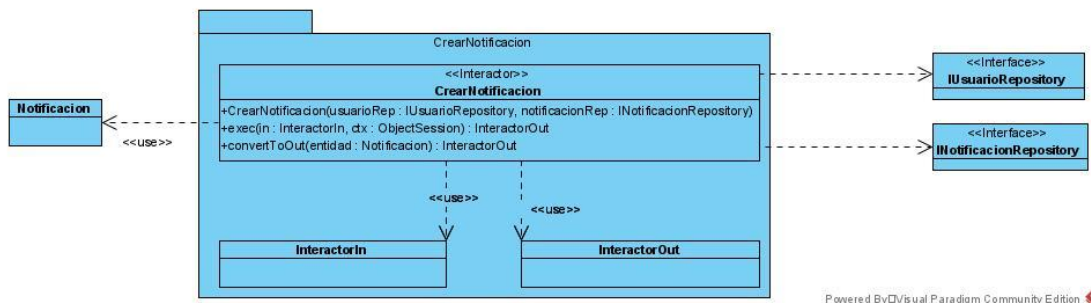 CrearNotificacion
<<Interactor>>
CrearNotificacion
+CrearNotificacion(usuarioRep : IUsuarioRepository, notificacionRep : INotificacionRepository)
+exec(in : InteractorIn, ctx : ObjectSession) : InteractorOut
+convertToOut(entidad : Notificacion) : InteractorOut
<<Interface>>
IUsuarioRepository
Notificacion
<<use>>
<<Interface>>
INotificacionRepository
<<use>>
<<use>>
InteractorIn
InteractorOut
Powered By Visual Paradigm Community Edition